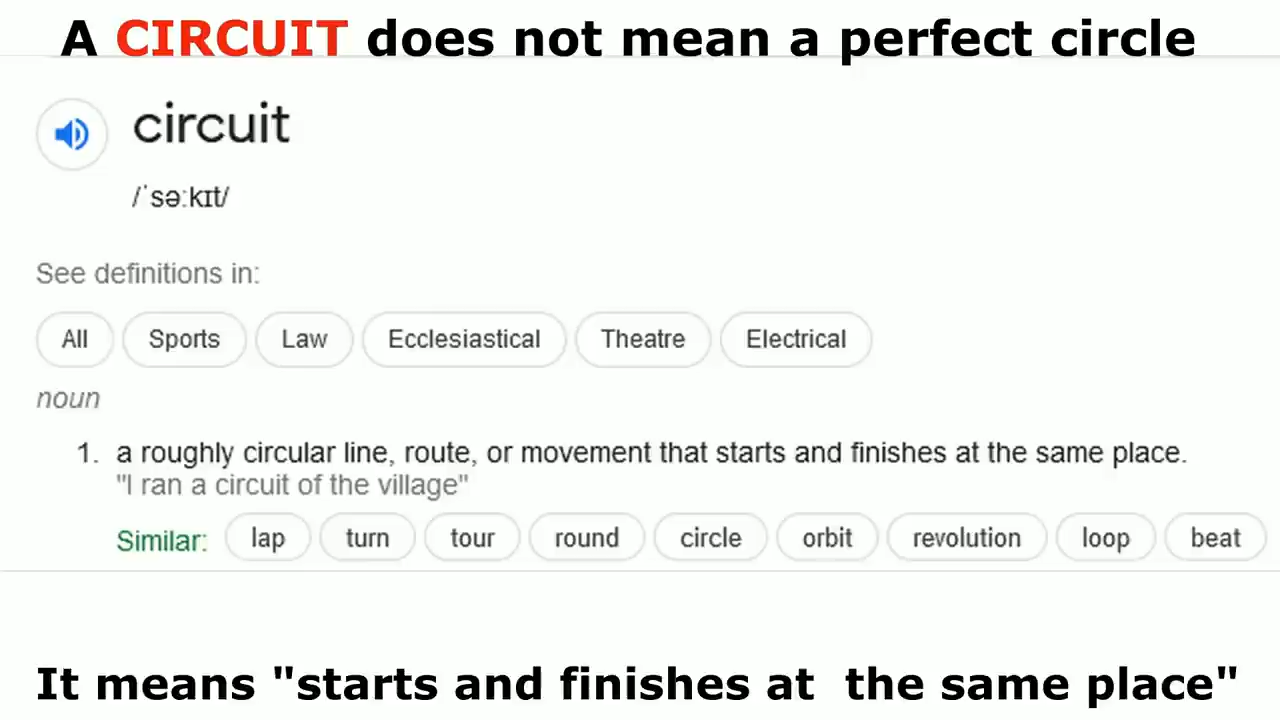 A CIRCUIT does not mean a perfect circle
circuit
/ˈsəːkɪt/
See definitions in:
All Sports Law Ecclesiastical Theatre Electrical
noun
1. a roughly circular line, route, or movement that starts and finishes at the same place.
"I ran a circuit of the village"
Similar: lap turn tour round circle orbit revolution loop beat
It means "starts and finishes at the same place"